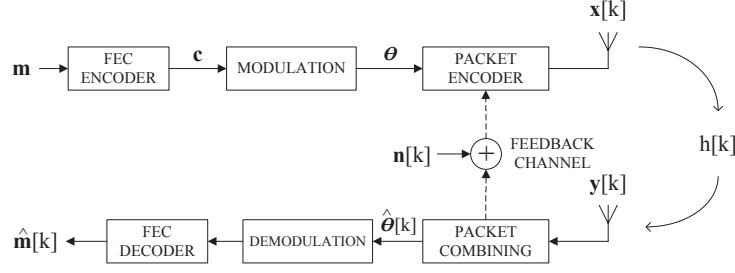 x[k]
m
FEC
ENCODER
c
MODULATION
θ
PACKET
ENCODER
h[k]
n[k]
+
FEEDBACK
CHANNEL
y[k]
m̂[k]
FEC
DECODER
DEMODULATION
θ̂[k]
PACKET
COMBINING